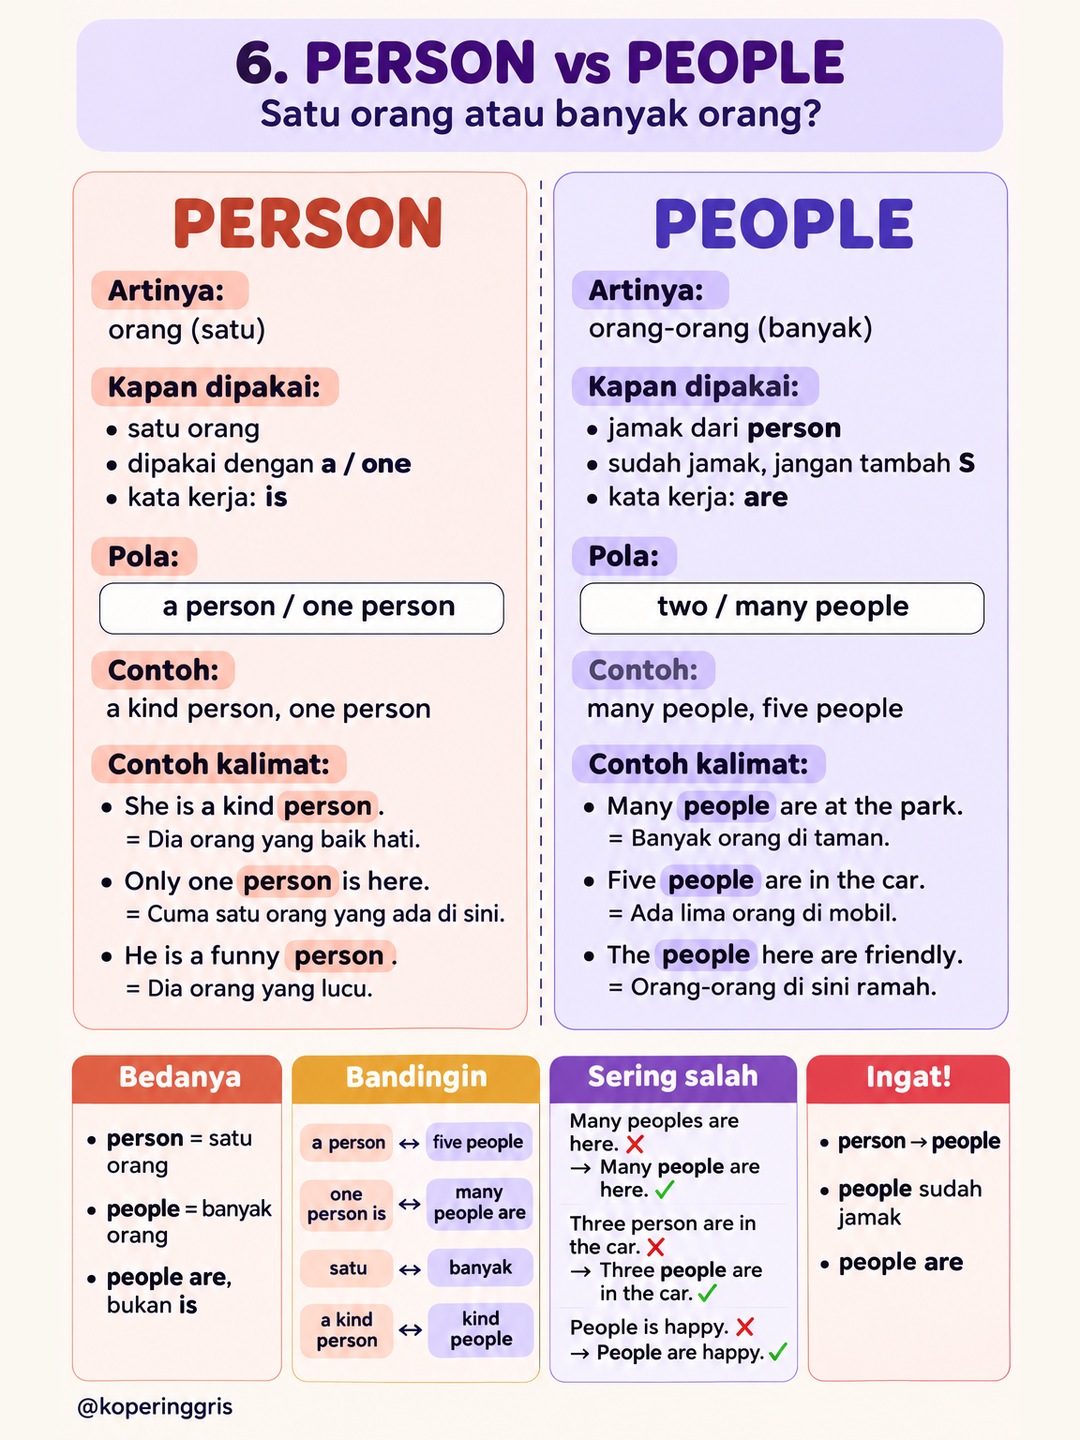 6. PERSON vs PEOPLE
Satu orang atau banyak orang?
PERSON
Artinya:
orang (satu)
Kapan dipakai:
• satu orang
• dipakai dengan a / one
• kata kerja: is
Pola:
a person / one person
Contoh:
a kind person, one person
Contoh kalimat:
• She is a kind person .
= Dia orang yang baik hati.
• Only one person is here.
= Cuma satu orang yang ada di sini.
• He is a funny person .
= Dia orang yang lucu.
PEOPLE
Artinya:
orang-orang (banyak)
Kapan dipakai:
• jamak dari person
• sudah jamak, jangan tambah S
• kata kerja: are
Pola:
two / many people
Contoh:
many people, five people
Contoh kalimat:
• Many people are at the park.
= Banyak orang di taman.
• Five people are in the car.
= Ada lima orang di mobil.
• The people here are friendly.
= Orang-orang di sini ramah.
Bedanya
• person = satu
orang
• people = banyak
orang
• people are,
bukan is
Bandingin
a person ↔ five people
one
person is ↔ many
people are
satu ↔ banyak
a kind
person ↔ kind
people
Sering salah
Many peoples are
here. ❌
→ Many people are
here. ✓
Three person are in
the car. ❌
→ Three people are
in the car. ✓
People is happy. ❌
→ People are happy. ✓
Ingat!
• person → people
• people sudah
jamak
• people are
@koperinggris